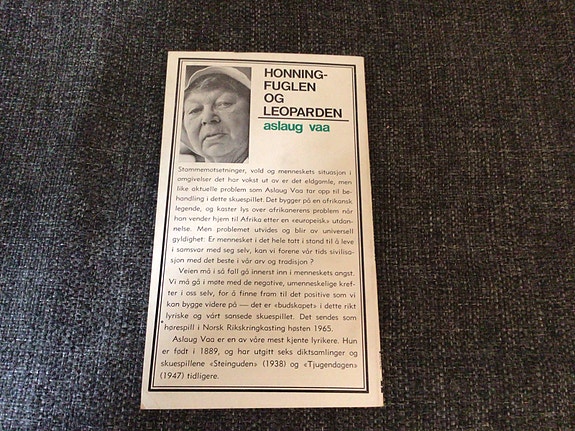 HONNING-
FUGLEN
OG
LEOPARDEN
aslaug vaa
Stammemotsetninger, vold og menneskets situasjon i
omgivelser det har vokst ut av er det eldgamle, men
like aktuelle problem som Aslaug Vaa tar opp til be-
handling i dette skuespillet. Det bygger på en afrikansk
legende, og kaster lys over afrikanerens problem når
han vender hjem til Afrika etter en «europeisk» utdan-
nelse. Men problemet utvides og blir av universell
gyldighet: Er mennesket i det hele tatt i stand til å leve
i samsvar med seg selv, kan vi forene vår tids civilisa-
sjon med det beste i vår arv og tradisjon ?
Veien må i så fall gå innerst inn i menneskets angst.
Vi må gå i møte med de negative, umenneskelige kref-
ter i oss selv, for å finne fram til det positive som vi
kan bygge videre på — det er «budskapet» i dette rikt
lyriske og vårt sansede skuespillet. Det sendes som
hørespill i Norsk Rikskringkasting høsten 1965.
Aslaug Vaa er en av våre mest kjente lyrikere. Hun
er født i 1889, og har utgitt seks diktsamlinger og
skuespillene «Steinguden» (1938) og «Tjugendagen»
(1947) tidligere.